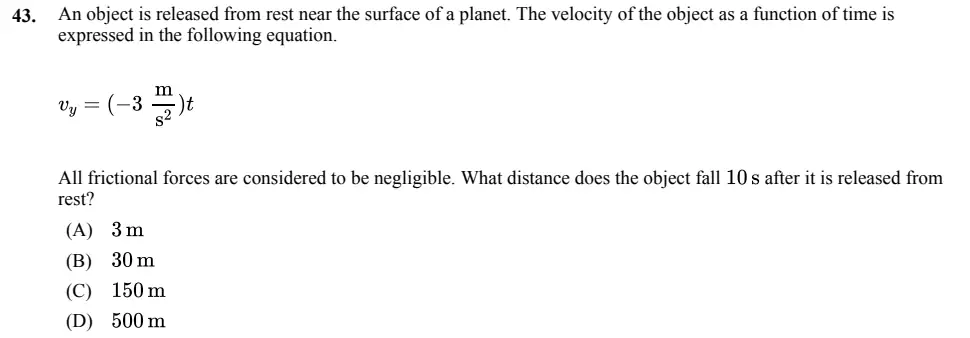 43. An object is released from rest near the surface of a planet. The velocity of the object as a function of time is
expressed in the following equation.
v_y = (−3 m/s²)t
All frictional forces are considered to be negligible. What distance does the object fall 10 s after it is released from
rest?
(A) 3 m
(B) 30 m
(C) 150 m
(D) 500 m